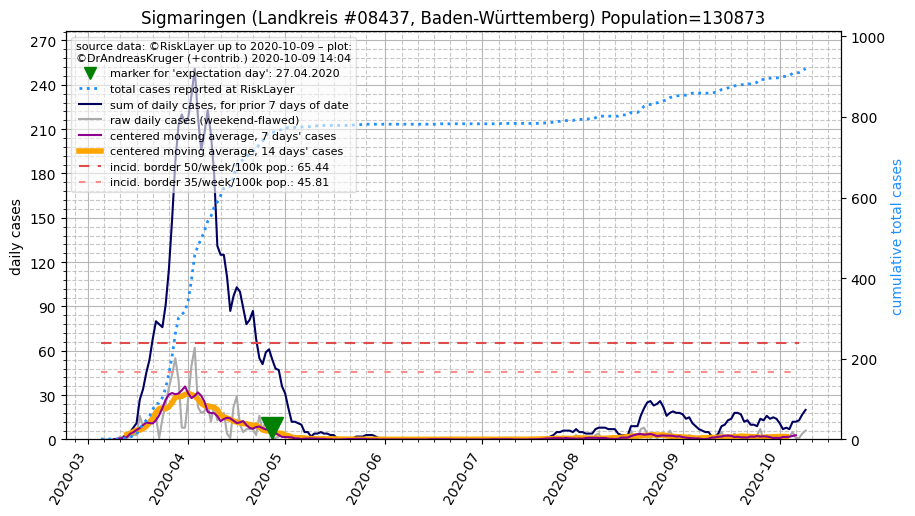 Sigmaringen (Landkreis #08437, Baden-Württemberg) Population=130873
source data: ©RiskLayer up to 2020-10-09 – plot:
©DrAndreasKruger (+contrib.) 2020-10-09 14:04
marker for 'expectation day': 27.04.2020
total cases reported at RiskLayer
sum of daily cases, for prior 7 days of date
raw daily cases (weekend-flawed)
centered moving average, 7 days' cases
centered moving average, 14 days' cases
incid. border 50/week/100k pop.: 65.44
incid. border 35/week/100k pop.: 45.81
daily cases
270
240
210
180
150
120
90
60
30
0
cumulative total cases
1000
800
600
400
200
0
2020-03
2020-04
2020-05
2020-06
2020-07
2020-08
2020-09
2020-10